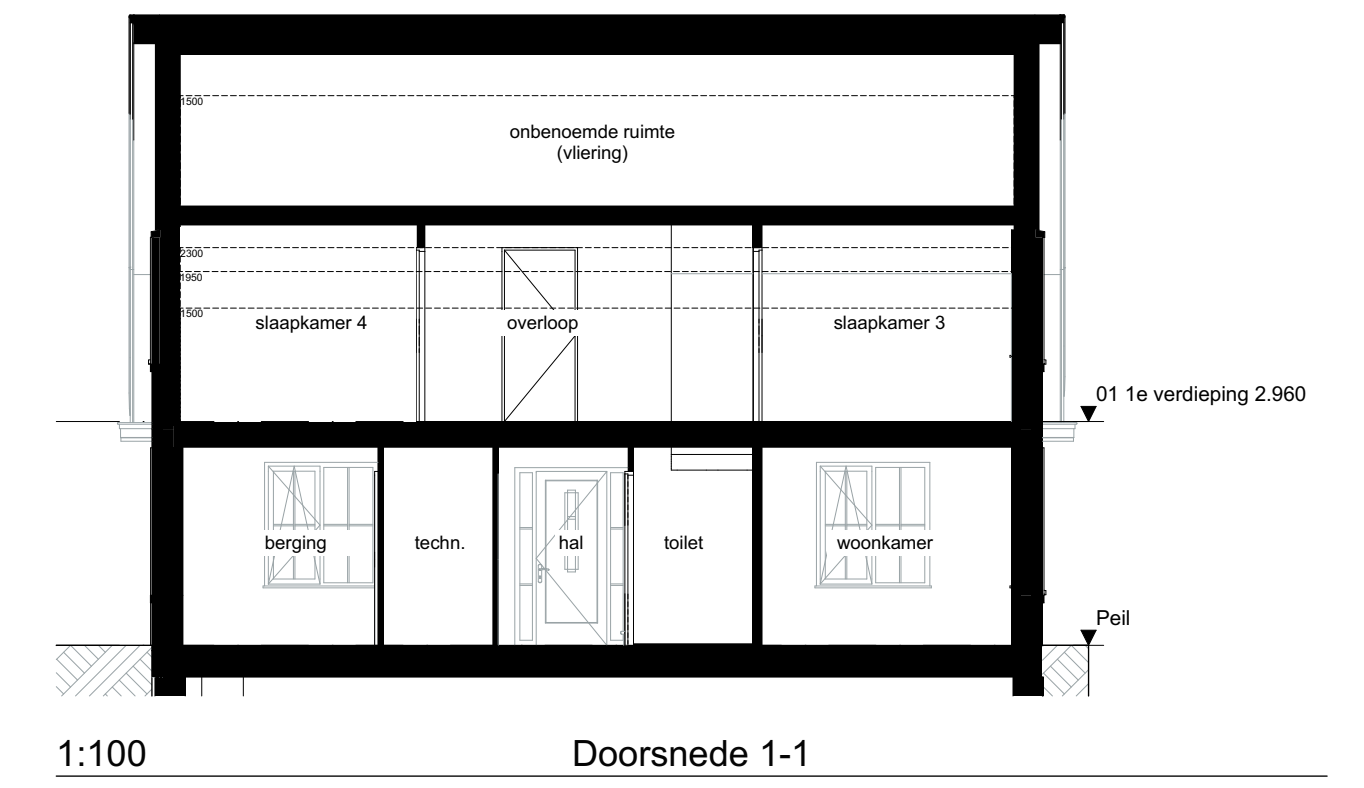 1500
onbenoemde ruimte
(vliering)
2300
1950
1500
slaapkamer 4
overloop
slaapkamer 3
01 1e verdieping 2.960
berging
techn.
hal
toilet
woonkamer
Peil
1:100
Doorsnede 1-1